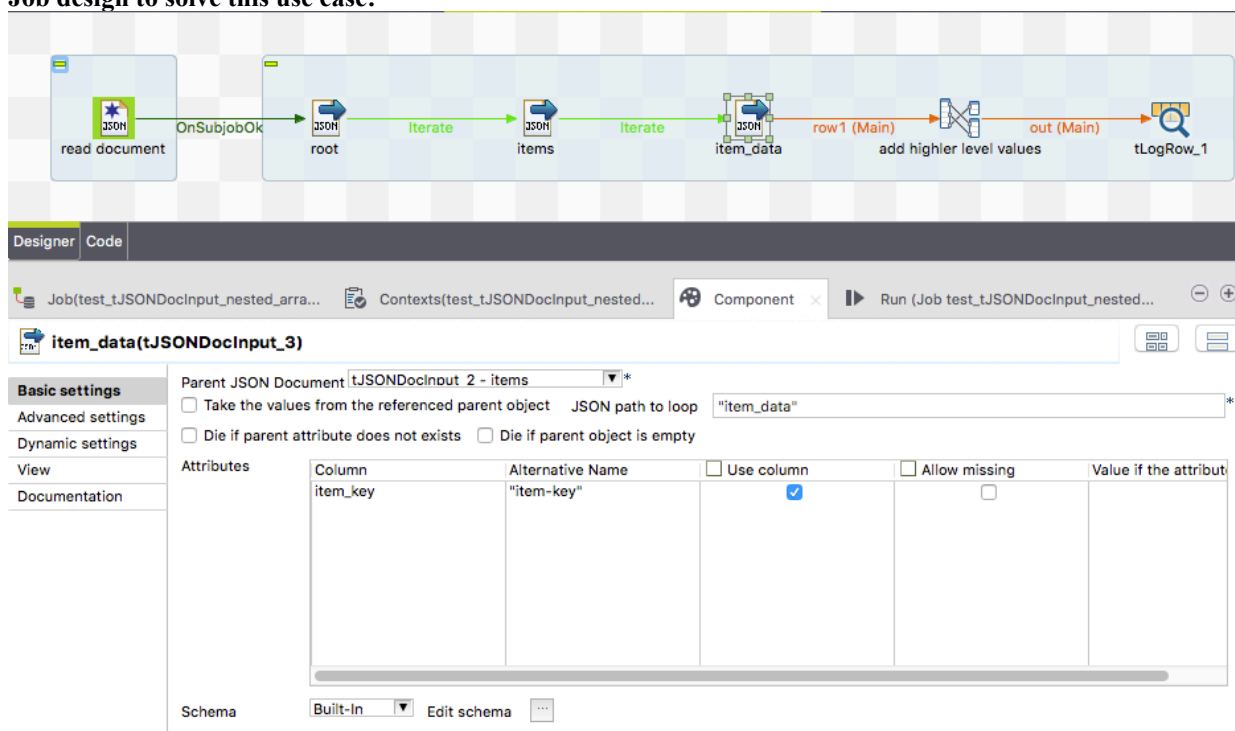 Job design to solve this use case:
JSON
OnSubjobOk
JSON
Iterate
JSON
Iterate
JSON
row1 (Main)
out (Main)
read document
root
items
item_data
add highler level values
tLogRow_1
Designer
Code
Job(test_tJSONDocInput_nested_arra...
Contexts(test_tJSONDocInput_nested...
Component
Run (Job test_tJSONDocInput_nested...
item_data(tJSONDocInput_3)
Basic settings
Advanced settings
Dynamic settings
View
Documentation
Parent JSON Document tJSONDocInput_2 - items *
Take the values from the referenced parent object JSON path to loop "item_data" *
Die if parent attribute does not exists Die if parent object is empty
Attributes
Column Alternative Name Use column Allow missing Value if the attribut
item_key "item-key"
Schema Built-In Edit schema ...